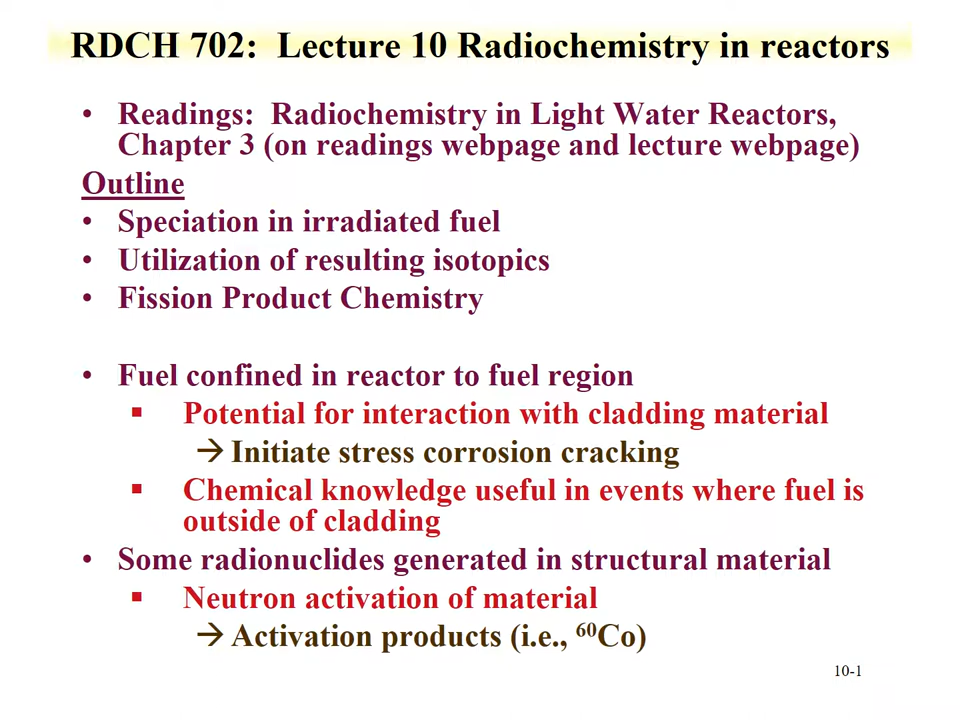 RDCH 702: Lecture 10 Radiochemistry in reactors
• Readings: Radiochemistry in Light Water Reactors,
Chapter 3 (on readings webpage and lecture webpage)
Outline
• Speciation in irradiated fuel
• Utilization of resulting isotopics
• Fission Product Chemistry
• Fuel confined in reactor to fuel region
▪ Potential for interaction with cladding material
→ Initiate stress corrosion cracking
▪ Chemical knowledge useful in events where fuel is
outside of cladding
• Some radionuclides generated in structural material
▪ Neutron activation of material
→ Activation products (i.e., ⁶⁰Co)
10-1